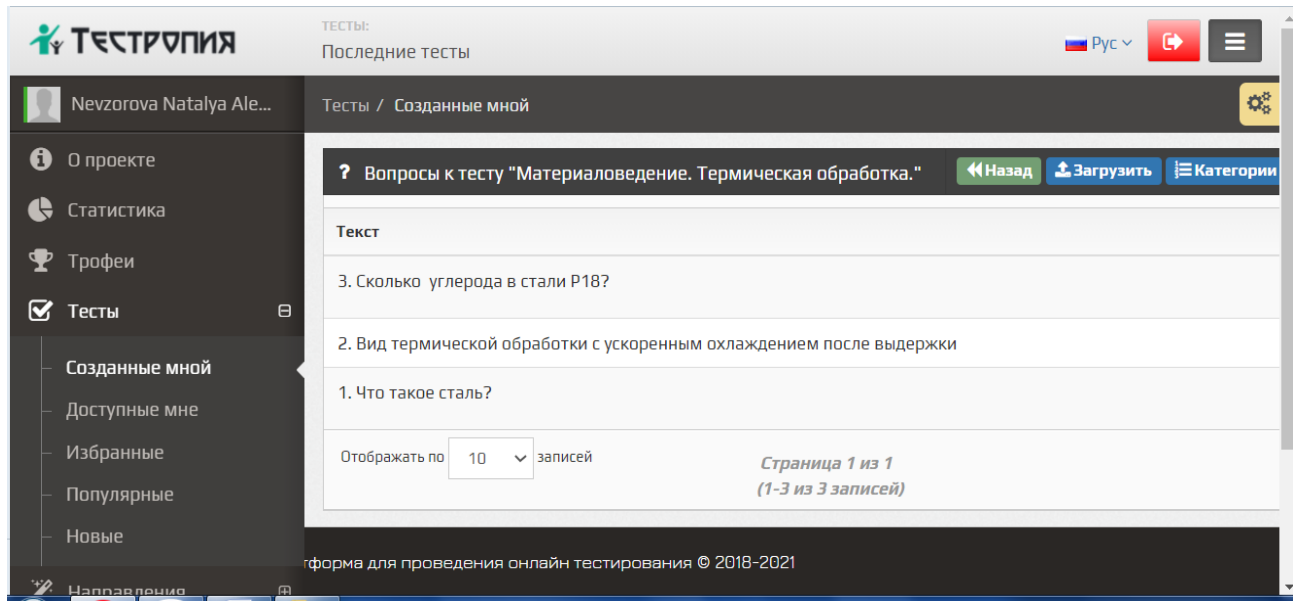 ТЕСТРОПИЯ
ТЕСТЫ:
Последние тесты
Рус
Nevzorova Natalya Ale...
Тесты / Созданные мной
О проекте
Статистика
Трофеи
Тесты
Созданные мной
Доступные мне
Избранные
Популярные
Новые
Направления
? Вопросы к тесту "Материаловедение. Термическая обработка."
Назад
Загрузить
Категории
Текст
3. Сколько углерода в стали Р18?
2. Вид термической обработки с ускоренным охлаждением после выдержки
1. Что такое сталь?
Отображать по 10 записей
Страница 1 из 1
(1-3 из 3 записей)
тформа для проведения онлайн тестирования © 2018-2021